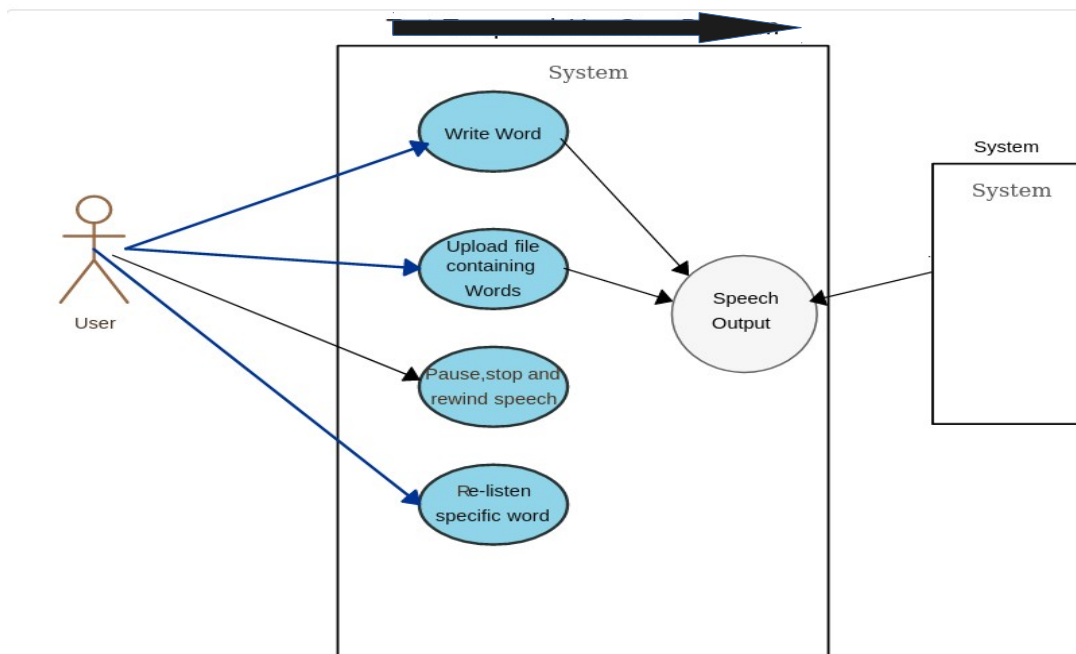 System
Write Word
Upload file
containing
Words
Pause,stop and
rewind speech
Re-listen
specific word
User
Speech
Output
System
System